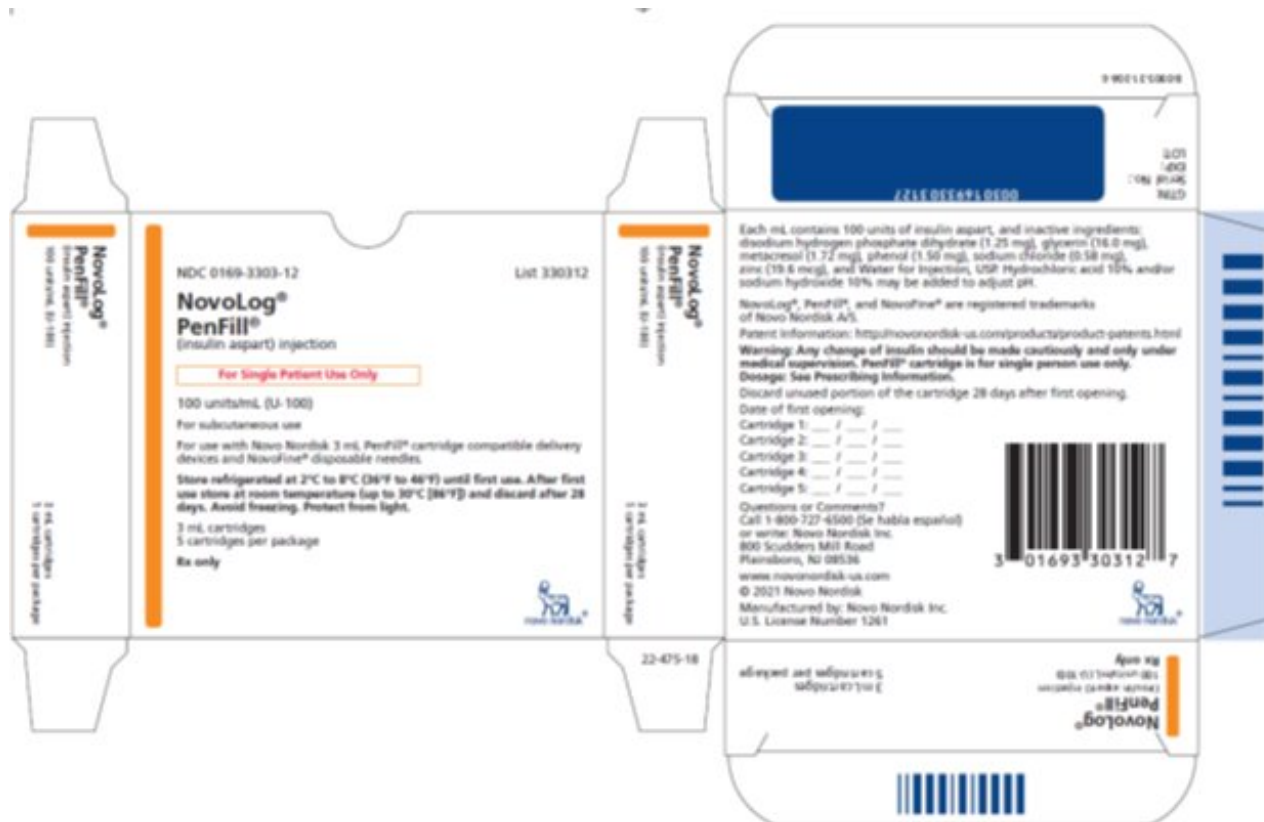 8-0805-31-208-6
GTIN:
Serial No.:
EXP.:
LOT:
00301693303127
NovoLog®
PenFill®
(insulin aspart) injection
100 units/mL (U-100)
3 mL cartridges
5 cartridges per package
NDC 0169-3303-12 List 330312
NovoLog®
PenFill®
(insulin aspart) injection
For Single Patient Use Only
100 units/mL (U-100)
For subcutaneous use
For use with Novo Nordisk 3 mL PenFill® cartridge compatible delivery
devices and NovoFine® disposable needles.
Store refrigerated at 2°C to 8°C (36°F to 46°F) until first use. After first
use store at room temperature (up to 30°C [86°F]) and discard after 28
days. Avoid freezing. Protect from light.
3 mL cartridges
5 cartridges per package
Rx only
novo nordisk®
NovoLog®
PenFill®
(insulin aspart) injection
100 units/mL (U-100)
3 mL cartridges
5 cartridges per package
22-475-18
Each mL contains 100 units of insulin aspart, and inactive ingredients:
disodium hydrogen phosphate dihydrate (1.25 mg), glycerin (16.0 mg),
metacresol (1.72 mg), phenol (1.50 mg), sodium chloride (0.58 mg),
zinc (19.6 mcg), and Water for Injection, USP. Hydrochloric acid 10% and/or
sodium hydroxide 10% may be added to adjust pH.
NovoLog®, PenFill®, and NovoFine® are registered trademarks
of Novo Nordisk A/S.
Patent Information: http://novonordisk-us.com/products/product-patents.html
Warning: Any change of insulin should be made cautiously and only under
medical supervision. PenFill® cartridge is for single person use only.
Dosage: See Prescribing Information.
Discard unused portion of the cartridge 28 days after first opening.
Date of first opening:
Cartridge 1: ___ / ___ / ___
Cartridge 2: ___ / ___ / ___
Cartridge 3: ___ / ___ / ___
Cartridge 4: ___ / ___ / ___
Cartridge 5: ___ / ___ / ___
Questions or Comments?
Call 1-800-727-6500 (Se habla español)
or write: Novo Nordisk Inc.
800 Scudders Mill Road
Plainsboro, NJ 08536
www.novonordisk-us.com
© 2021 Novo Nordisk
Manufactured by: Novo Nordisk Inc.
U.S. License Number 1261
3 01693 30312 7
novo nordisk®
NovoLog®
PenFill®
(insulin aspart) injection
100 units/mL (U-100)
Rx only
3 mL cartridges
5 cartridges per package